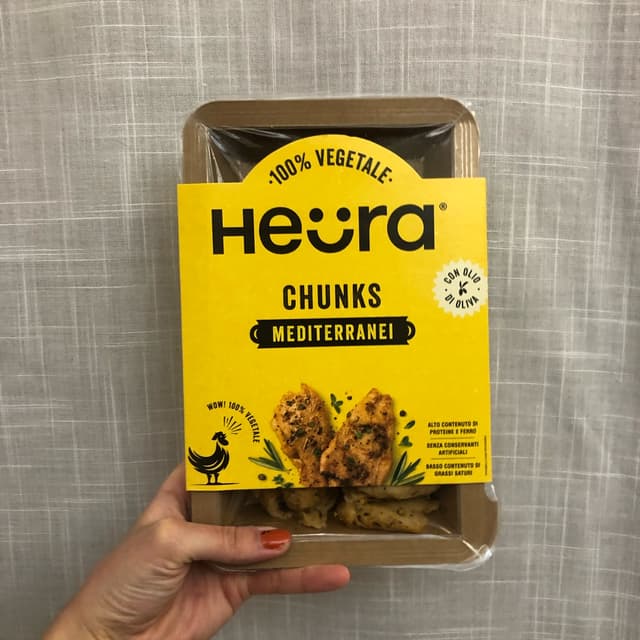 ·100% VEGETALE·
Heüra®
CHUNKS
MEDITERRANEI
·CON OLIO·
DI OLIVA
WOW! 100% VEGETALE
ALTO CONTENUTO DI
PROTEINE E FERRO
SENZA CONSERVANTI
ARTIFICIALI
BASSO CONTENUTO DI
GRASSI SATURI